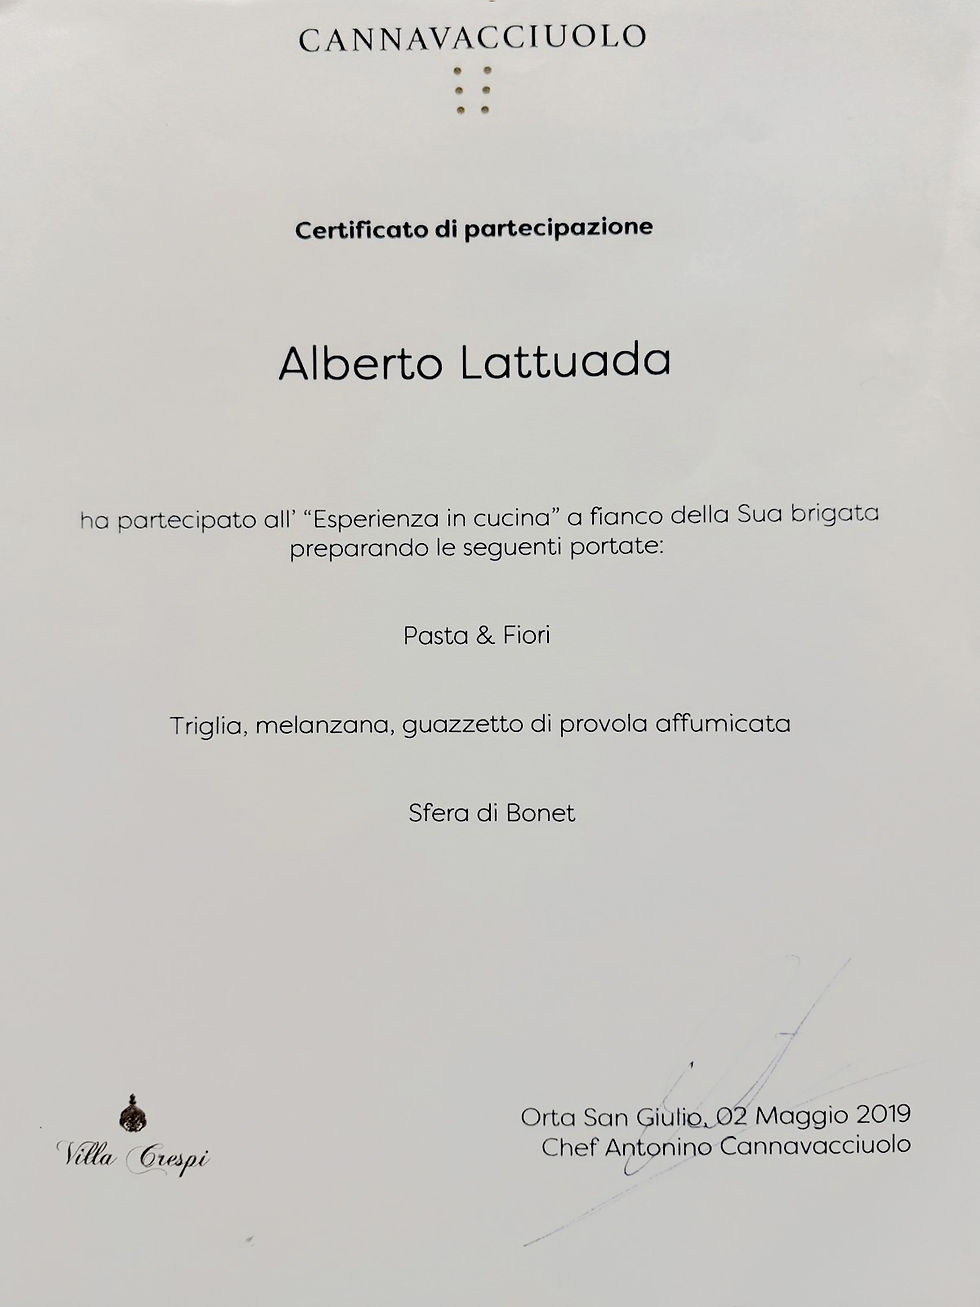 CANNAVACCIUOLO
Certificato di partecipazione
Alberto Lattuada
ha partecipato all' “Esperienza in cucina” a fianco della Sua brigata
preparando le seguenti portate:
Pasta & Fiori
Triglia, melanzana, guazzetto di provola affumicata
Sfera di Bonet
Orta San Giulio, 02 Maggio 2019
Chef Antonino Cannavacciuolo
Villa Crespi